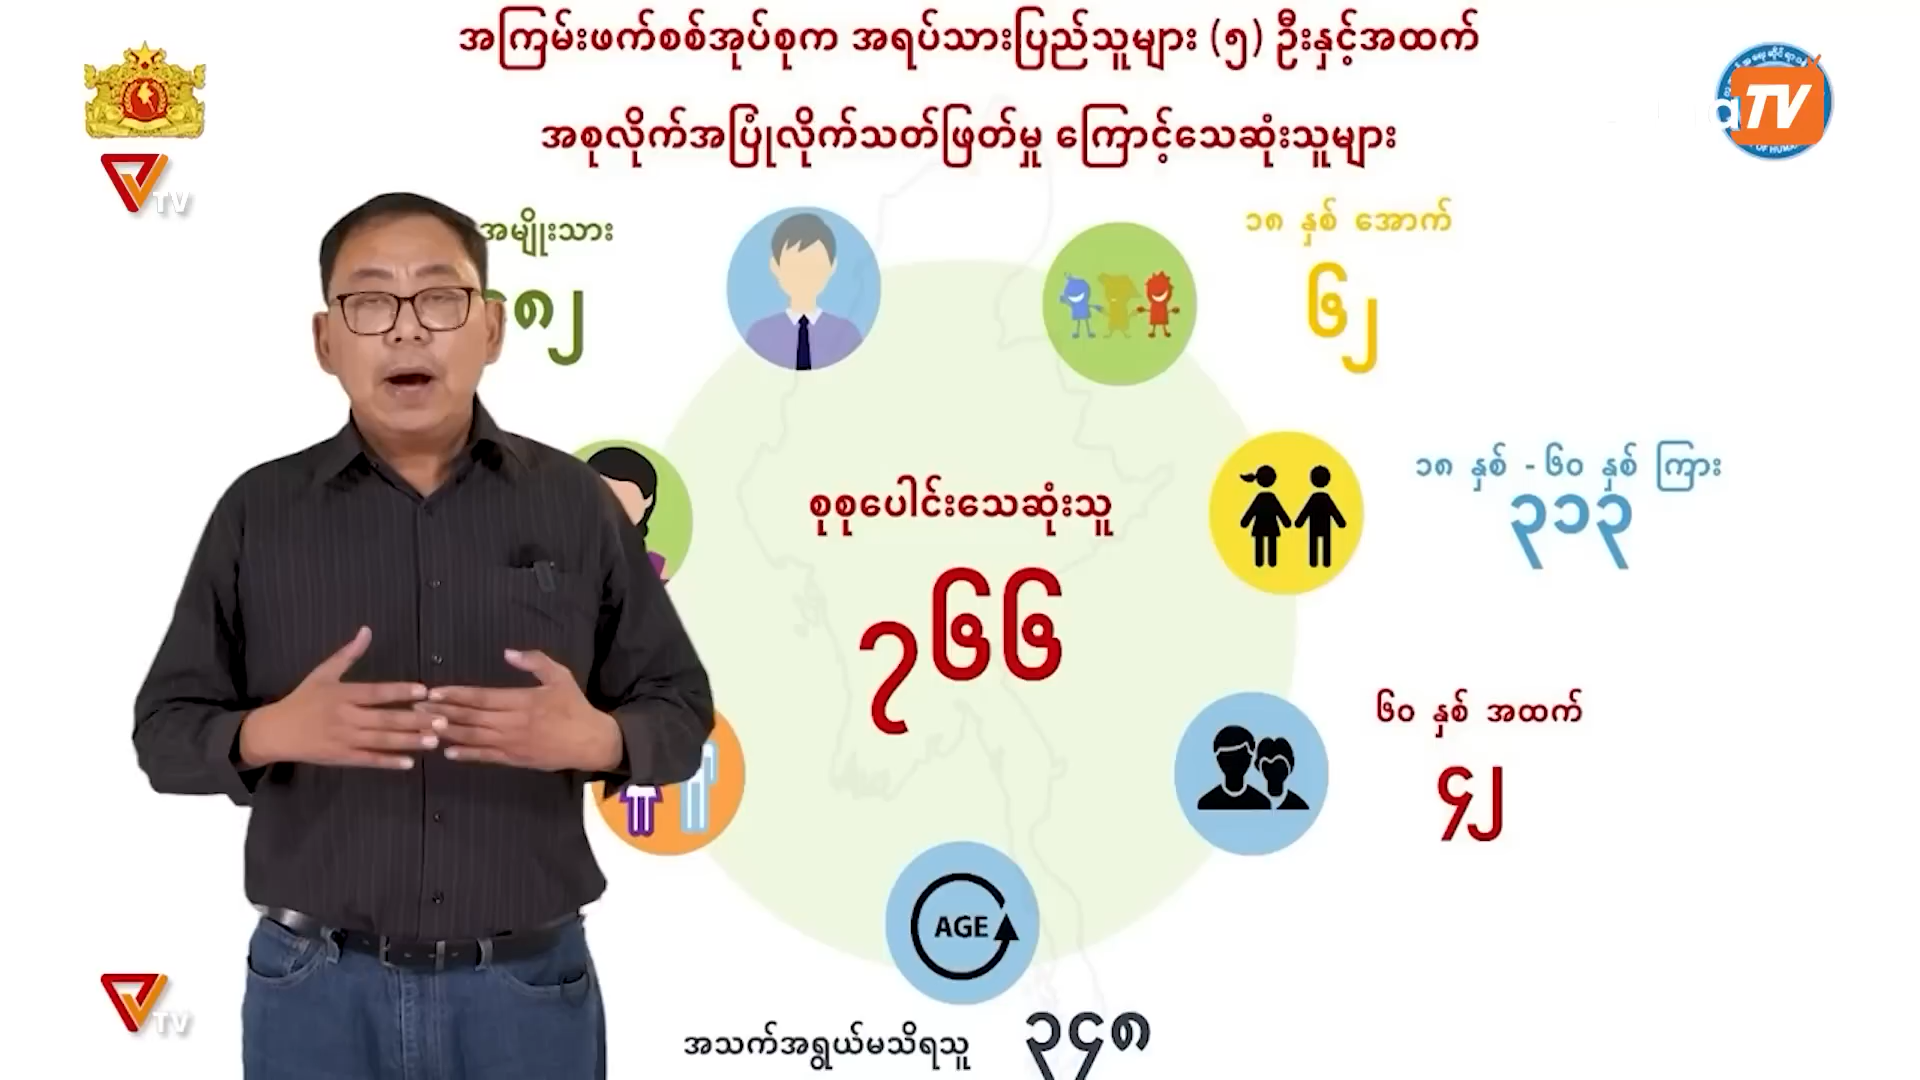 အကြမ်းဖက်စစ်အုပ်စုက အရပ်သားပြည်သူများ (၅) ဦးနှင့်အထက်
အစုလိုက်အပြုံလိုက်သတ်ဖြတ်မှု ကြောင့်သေဆုံးသူများ
TV
TV
OF HUMA
အမျိုးသား
၈၂
၁၈ နှစ် အောက်
၆၂
၁၈ နှစ် - ၆၀ နှစ် ကြား
၃၁၃
စုစုပေါင်းသေဆုံးသူ
၇၆၆
၆၀ နှစ် အထက်
၄၂
AGE
TV
အသက်အရွယ်မသိရသူ ၃၄၈